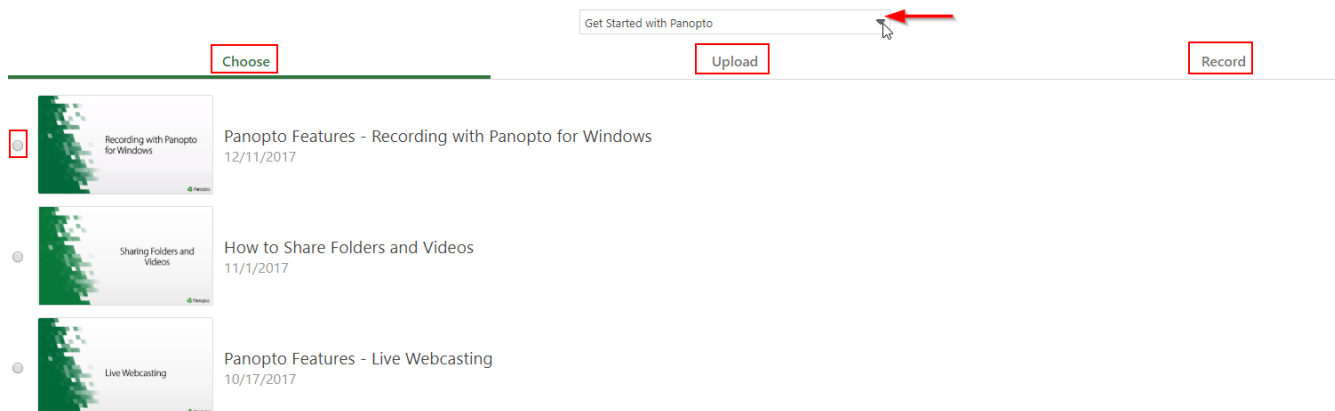 Get Started with Panopto
Choose
Upload
Record
Recording with Panopto
for Windows
Panopto
Panopto Features - Recording with Panopto for Windows
12/11/2017
Sharing Folders and
Videos
Panopto
How to Share Folders and Videos
11/1/2017
Live Webcasting
Panopto Features - Live Webcasting
10/17/2017